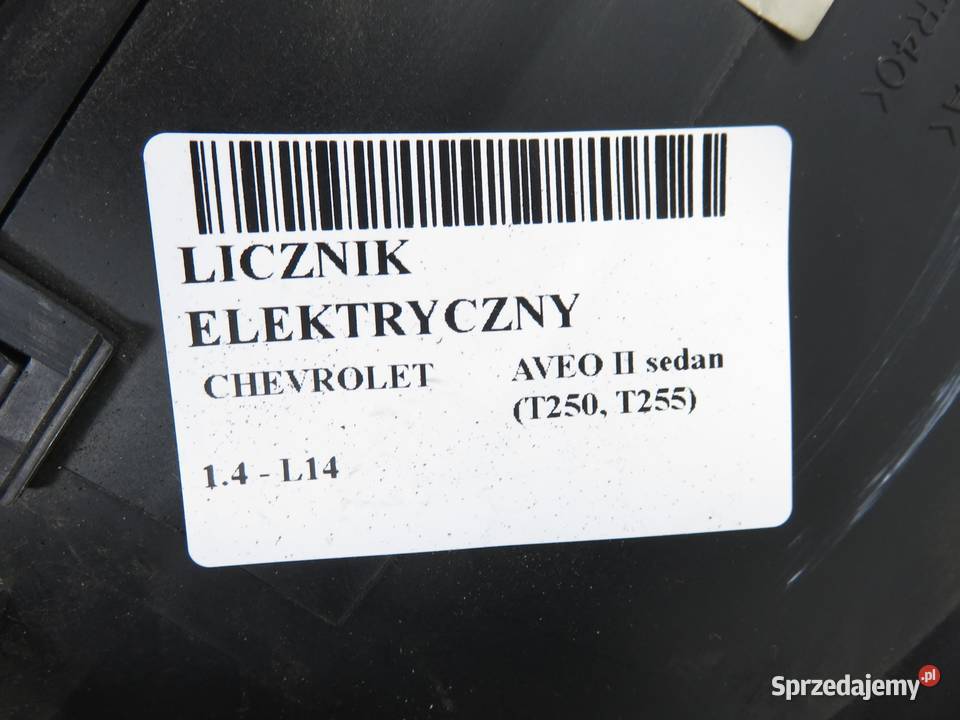 LICZNIK
ELEKTRYCZNY
CHEVROLET AVEO II sedan
(T250, T255)
1.4 - L14
Sprzedajemy.pl